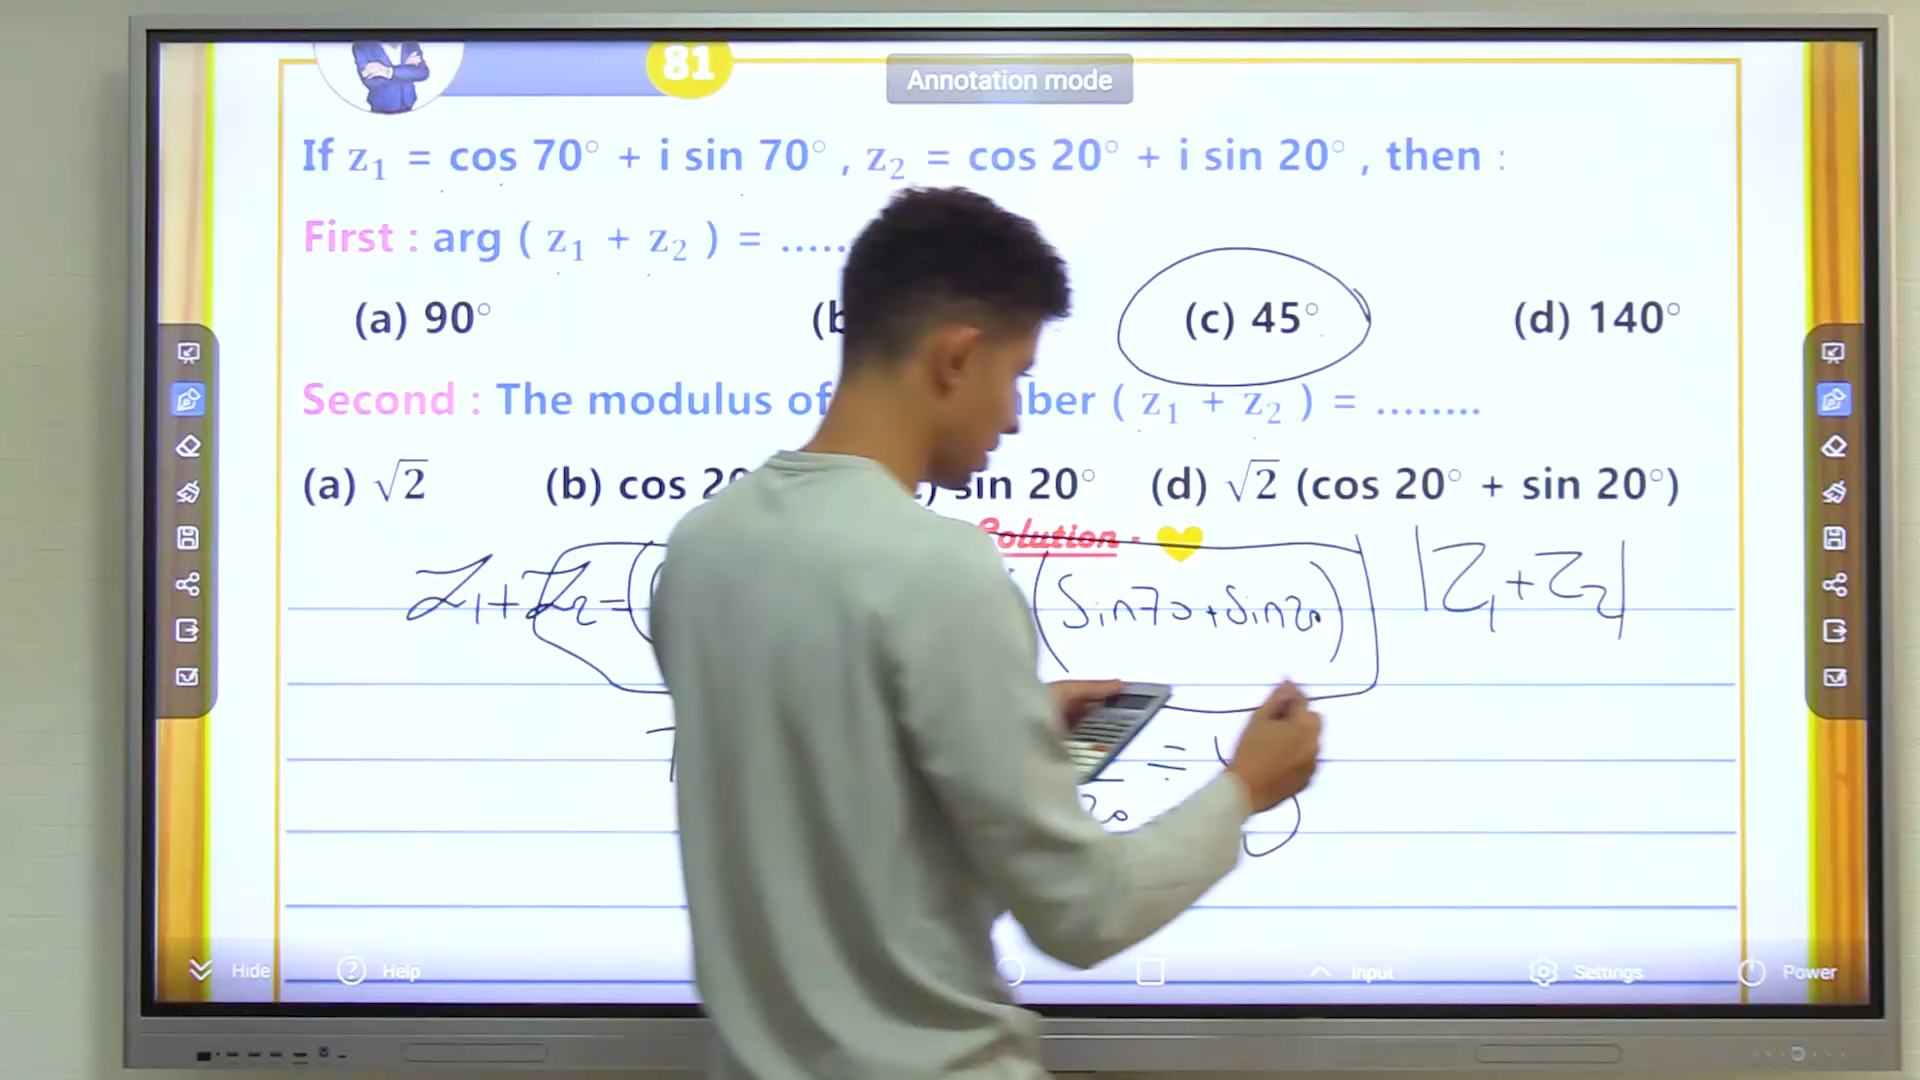 81
Annotation mode
If z₁ = cos 70° + i sin 70° , z₂ = cos 20° + i sin 20° , then :
First : arg ( z₁ + z₂ ) = .....
(a) 90° (c) 45° (d) 140°
Second : The modulus of ( z₁ + z₂ ) = ........
(a) √2 (b) cos sin 20° (d) √2 (cos 20° + sin 20°)
Solution -
Z₁+Z₂=( (Sin70+Sin20) |Z₁+Z₂|
=
20
Hide Help Input Settings Power